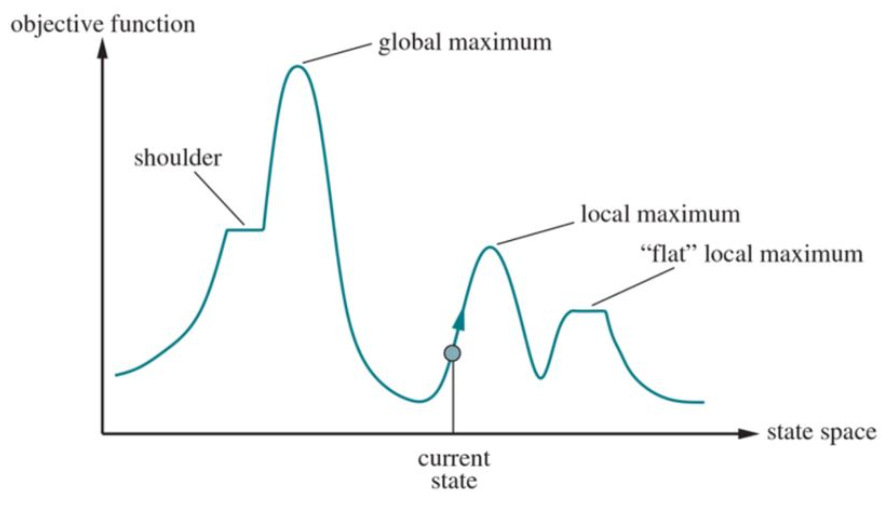 objective function
global maximum
shoulder
local maximum
“flat” local maximum
state space
current
state